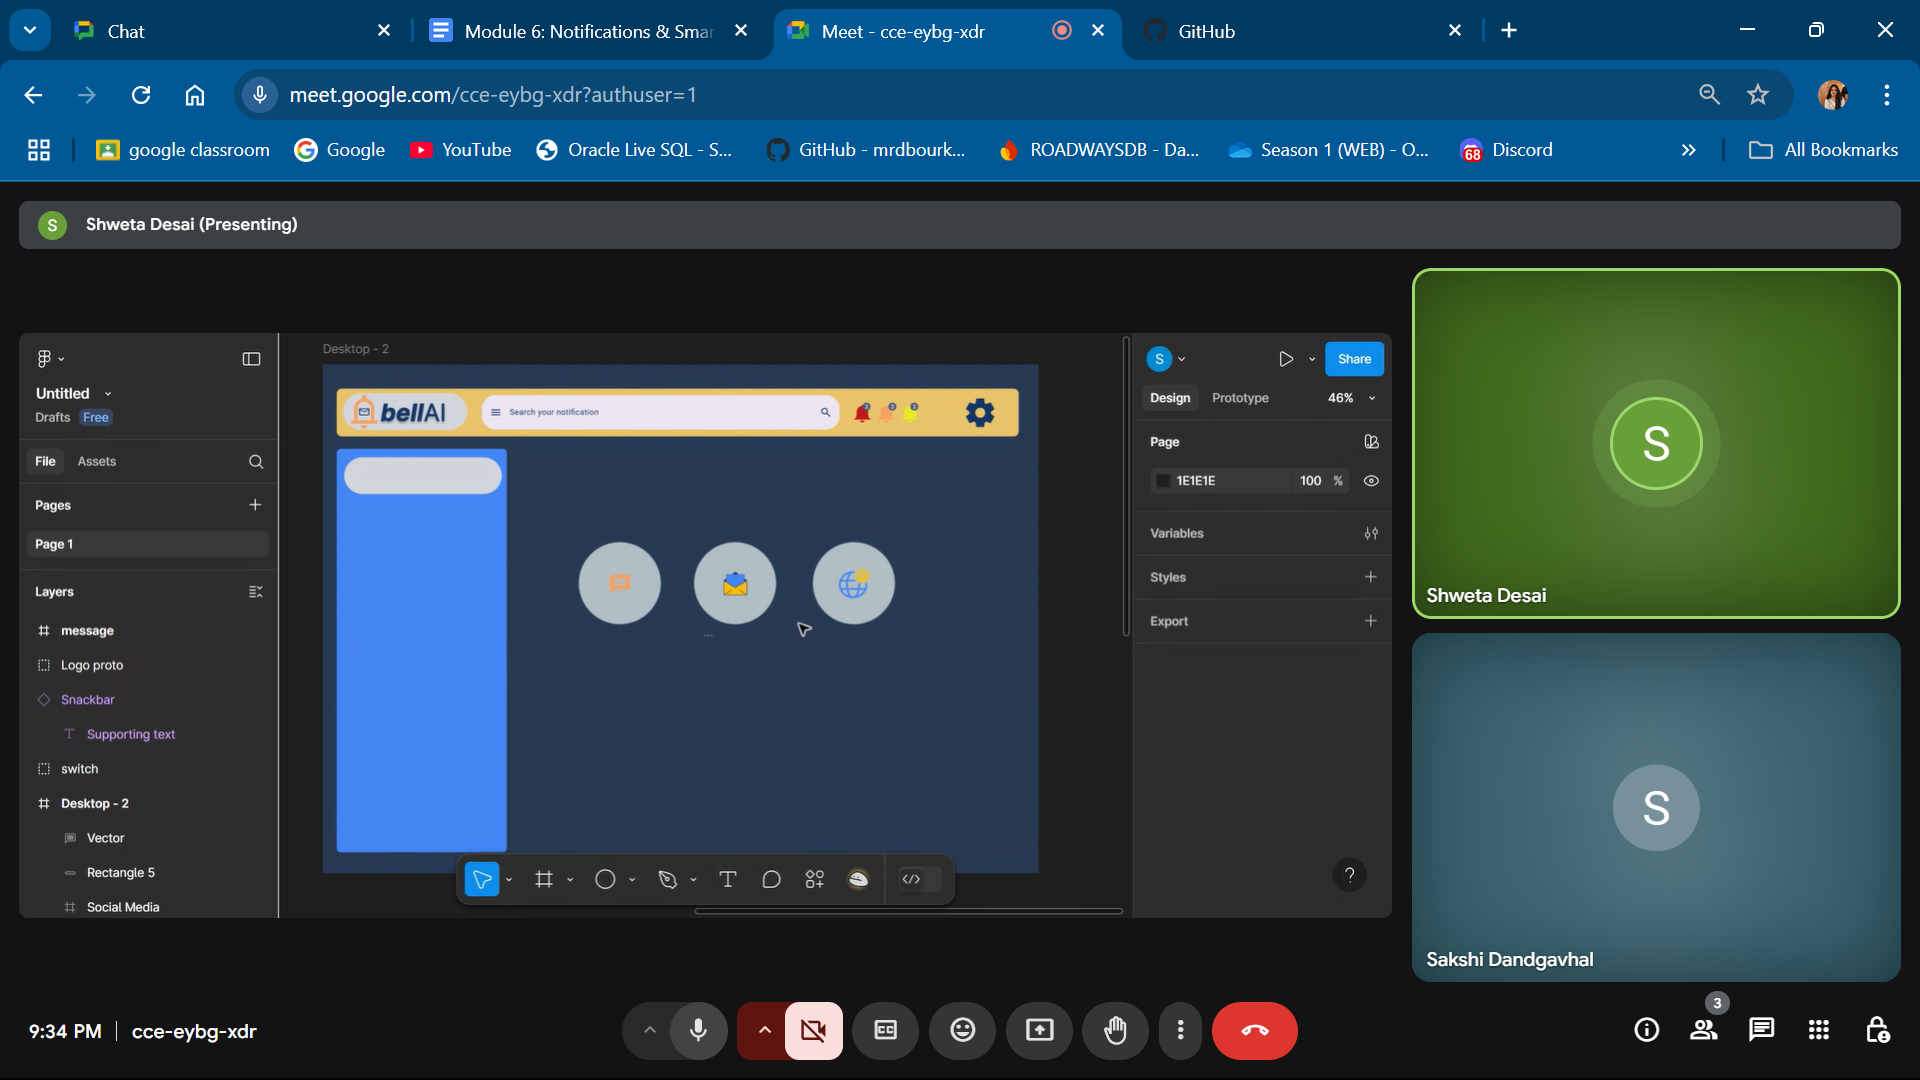 Chat
Module 6: Notifications & Smar
Meet - cce-eybg-xdr
GitHub
meet.google.com/cce-eybg-xdr?authuser=1
google classroom
Google
YouTube
Oracle Live SQL - S...
GitHub - mrdbourk...
ROADWAYSDB - Da...
Season 1 (WEB) - O...
68
Discord
All Bookmarks
S
Shweta Desai (Presenting)
Untitled
Drafts Free
File Assets
Pages
Page 1
Layers
message
Logo proto
Snackbar
Supporting text
switch
Desktop - 2
Vector
Rectangle 5
Social Media
Desktop - 2
bellAI
Search your notification
3 3 3
...
S
Share
Design Prototype 46%
Page
1E1E1E 100 %
Variables
Styles
Export
?
S
Shweta Desai
S
Sakshi Dandgavhal
9:34 PM | cce-eybg-xdr
CC
3